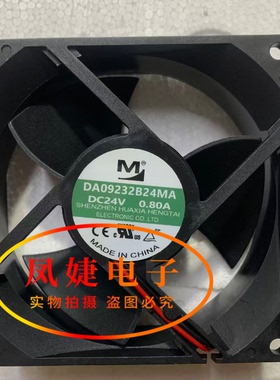 M
DA09232B24MA
DC24V 0.80A
SHENZHEN HUAXIA HENGTAI
ELECTRONIC CO.,LTD
MADE IN CHINA
凤婕电子
实物拍摄 盗图必究